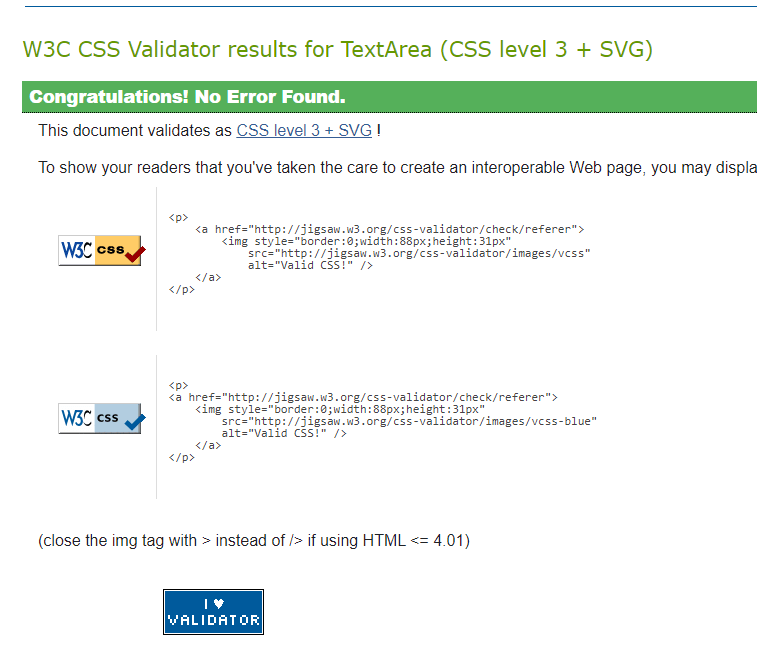 W3C CSS Validator results for TextArea (CSS level 3 + SVG)
Congratulations! No Error Found.
This document validates as CSS level 3 + SVG !
To show your readers that you've taken the care to create an interoperable Web page, you may displa
W3C css
<p>
<a href="http://jigsaw.w3.org/css-validator/check/referer">
<img style="border:0;width:88px;height:31px"
src="http://jigsaw.w3.org/css-validator/images/vcss"
alt="Valid CSS!" />
</a>
</p>
W3C css
<p>
<a href="http://jigsaw.w3.org/css-validator/check/referer">
<img style="border:0;width:88px;height:31px"
src="http://jigsaw.w3.org/css-validator/images/vcss-blue"
alt="Valid CSS!" />
</a>
</p>
(close the img tag with > instead of /> if using HTML <= 4.01)
I ♥
VALIDATOR